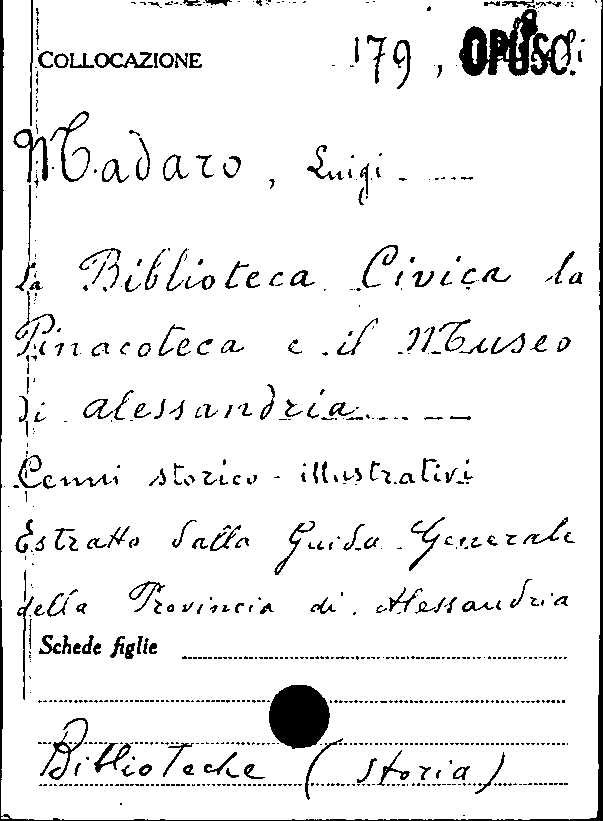 COLLOCAZIONE 179, OPUSC.
Madaro, Luigi.
La Biblioteca Civica la
Pinacoteca e il Museo
di Alessandria
Cenni storico-illustrativi
Estratto dalla Guida Generale
della Provincia di Alessandria
Schede figlie
Biblioteche (storia)